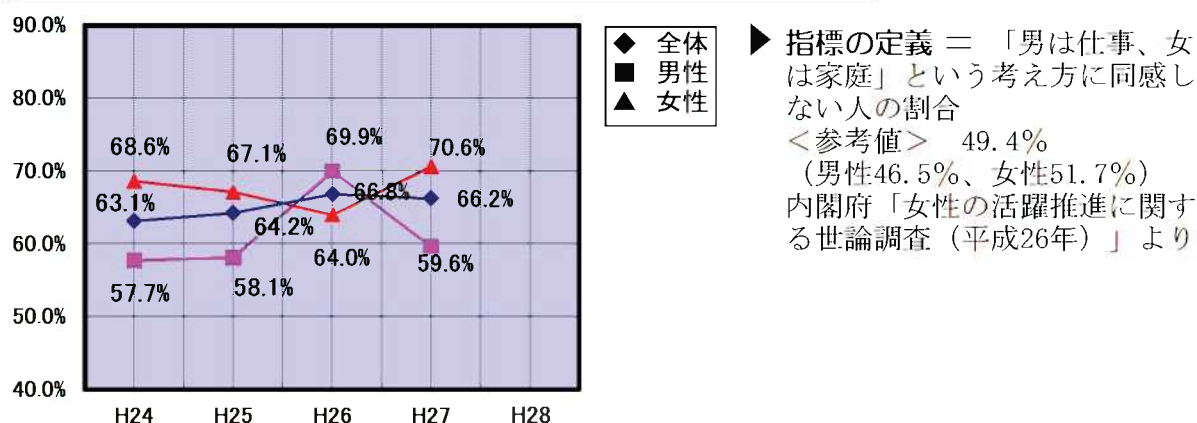 90.0%
80.0%
70.0%
60.0%
50.0%
40.0%
68.6%
67.1%
69.9%
70.6%
63.1%
66.8%
66.2%
64.2%
64.0%
59.6%
57.7%
58.1%
H24 H25 H26 H27 H28
◆ 全体
■ 男性
▲ 女性
▶ 指標の定義 = 「男は仕事、女
は家庭」という考え方に同感し
ない人の割合
<参考値> 49.4%
(男性46.5%、女性51.7%)
内閣府「女性の活躍推進に関す
る世論調査(平成26年)」より